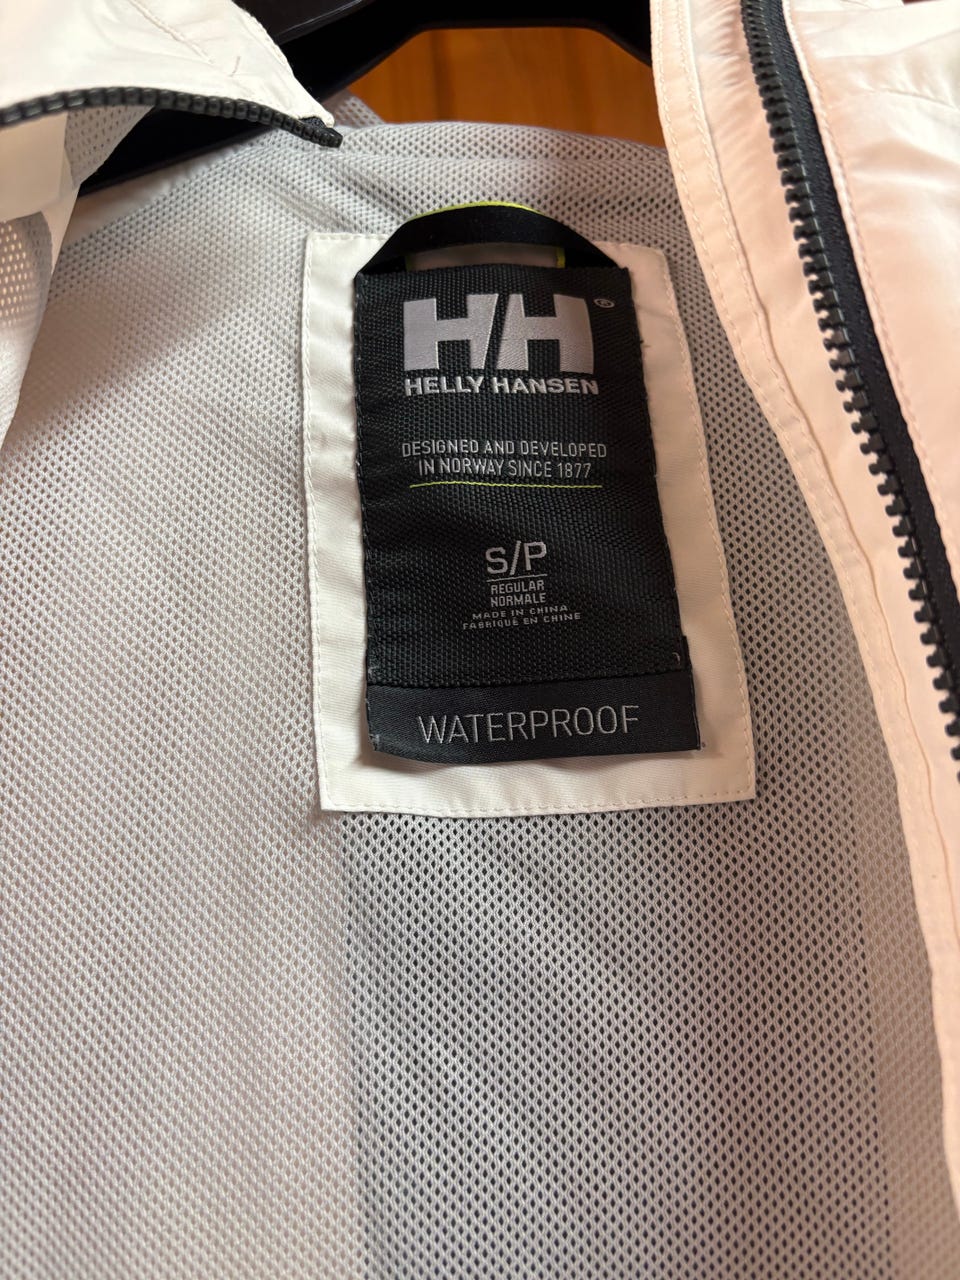 HH®
HELLY HANSEN
DESIGNED AND DEVELOPED
IN NORWAY SINCE 1877
S/P
REGULAR
NORMALE
MADE IN CHINA
FABRIQUÉ EN CHINE
WATERPROOF